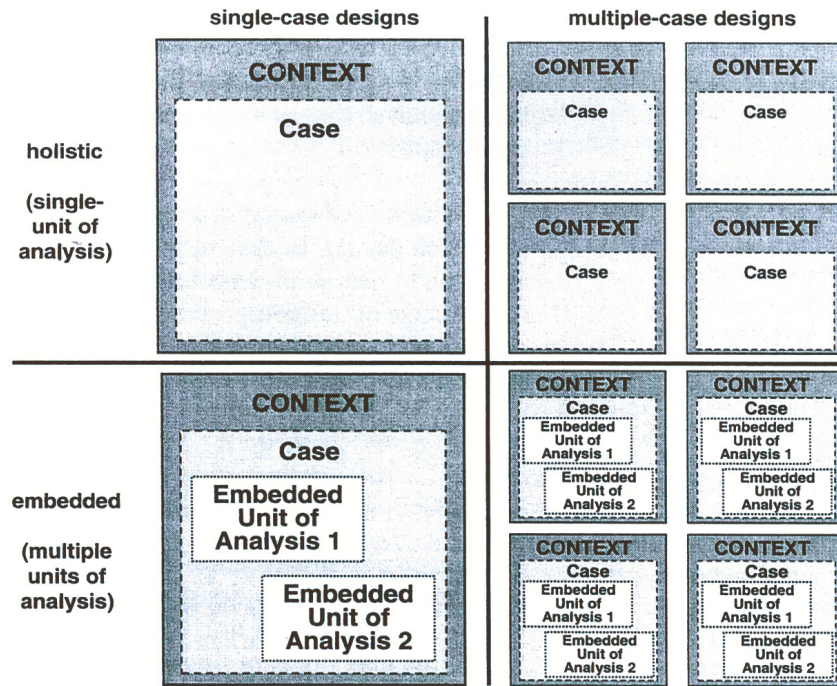 single-case designs
multiple-case designs
CONTEXT
Case
holistic
(single-
unit of
analysis)
CONTEXT
Case
CONTEXT
Case
CONTEXT
Case
CONTEXT
Case
CONTEXT
Case
Embedded
Unit of
Analysis 1
Embedded
Unit of
Analysis 2
embedded
(multiple
units of
analysis)
CONTEXT
Case
Embedded
Unit of
Analysis 1
Embedded
Unit of
Analysis 2
CONTEXT
Case
Embedded
Unit of
Analysis 1
Embedded
Unit of
Analysis 2
CONTEXT
Case
Embedded
Unit of
Analysis 1
Embedded
Unit of
Analysis 2
CONTEXT
Case
Embedded
Unit of
Analysis 1
Embedded
Unit of
Analysis 2